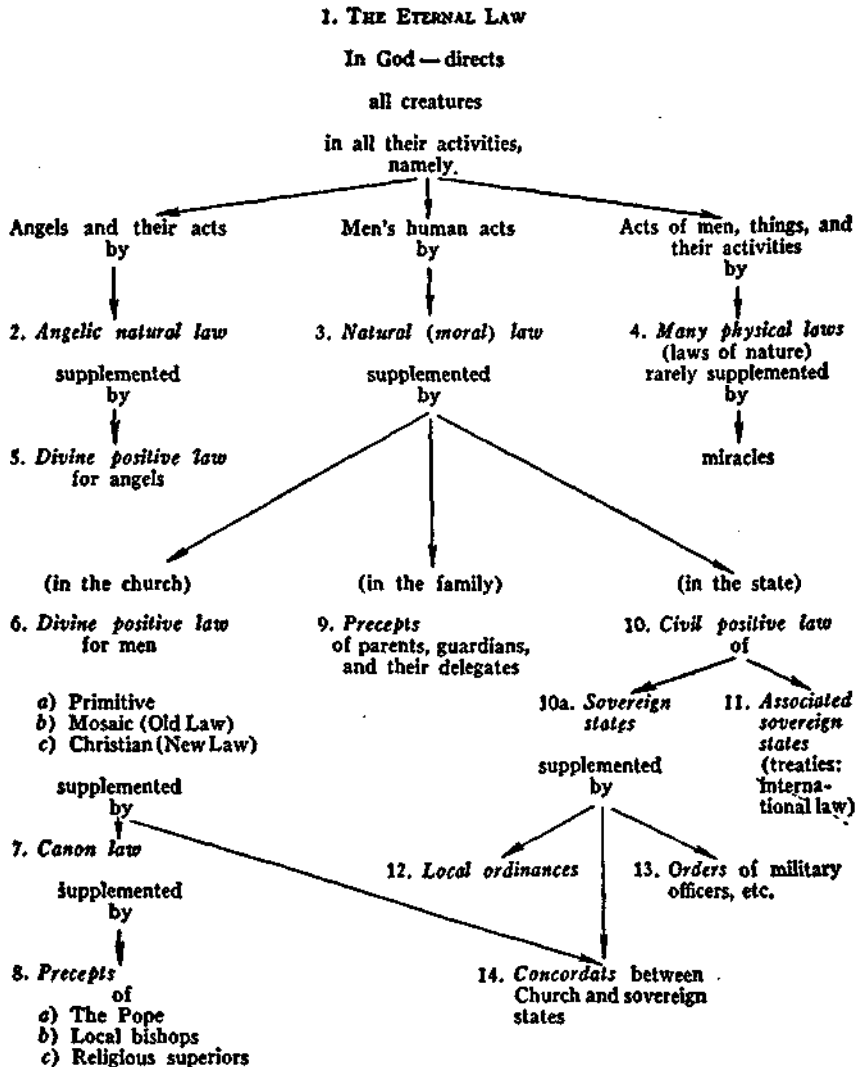 1. THE ETERNAL LAW
In God — directs
all creatures
in all their activities,
namely.
Angels and their acts
by
Men's human acts
by
Acts of men, things, and
their activities
by
2. Angelic natural law
3. Natural (moral) law
4. Many physical laws
(laws of nature)
supplemented
by
supplemented
by
rarely supplemented
by
5. Divine positive law
for angels
miracles
(in the church)
(in the family)
(in the state)
6. Divine positive law
for men
9. Precepts
of parents, guardians,
and their delegates
10. Civil positive law
of
a) Primitive
b) Mosaic (Old Law)
c) Christian (New Law)
10a. Sovereign
states
11. Associated
sovereign
states
(treaties:
interna-
tional law)
supplemented
by
supplemented
by
7. Canon law
12. Local ordinances
13. Orders of military
officers, etc.
supplemented
by
8. Precepts
of
a) The Pope
b) Local bishops
c) Religious superiors
14. Concordats between
Church and sovereign
states